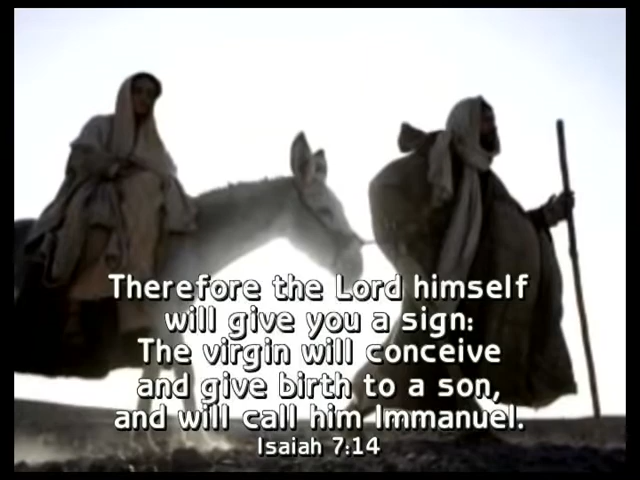 Therefore the Lord himself
will give you a sign:
The virgin will conceive
and give birth to a son,
and will call him Immanuel.
Isaiah 7:14